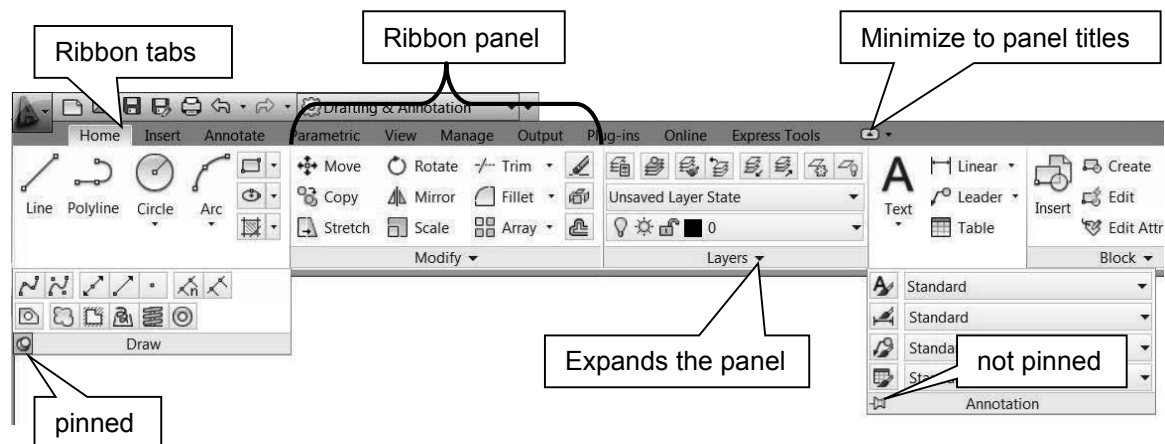 Ribbon tabs
Ribbon panel
Minimize to panel titles
Drafting & Annotation
Home Insert Annotate Parametric View Manage Output Plug-ins Online Express Tools
Line Polyline Circle Arc
Move Rotate Trim
Copy Mirror Fillet
Stretch Scale Array
Modify
Unsaved Layer State
0
Layers
Text
Linear
Leader
Table
Insert
Create
Edit
Edit Attr
Block
Draw
Standard
Standard
Standa
Sta
Annotation
Expands the panel
not pinned
pinned